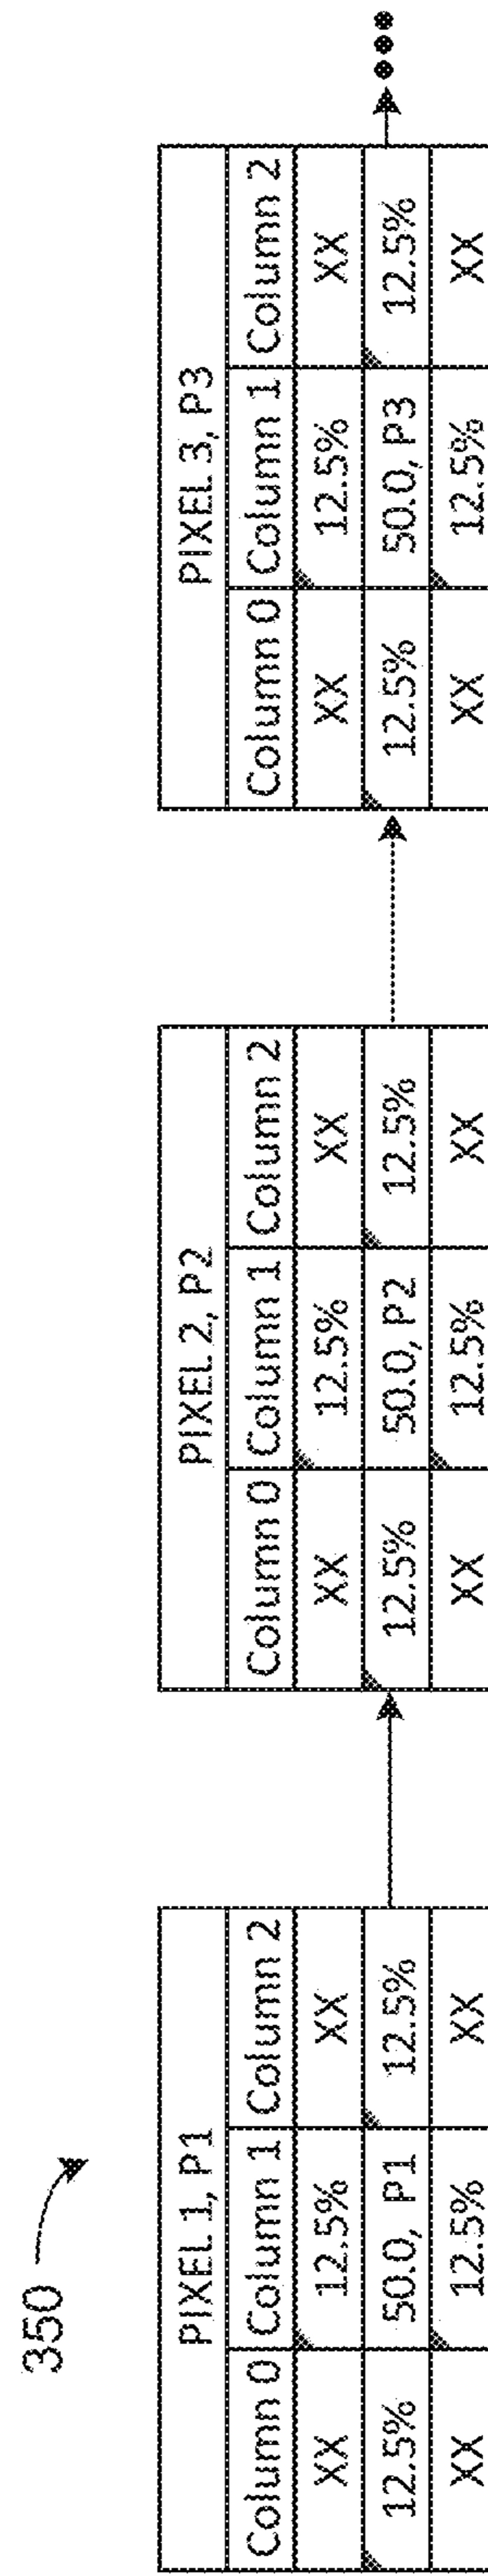 350
PIXEL 1, P1
Column 0 Column 1 Column 2
XX 12.5% XX
12.5% 50.0, P1 12.5%
XX 12.5% XX
PIXEL 2, P2
Column 0 Column 1 Column 2
XX 12.5% XX
12.5% 50.0, P2 12.5%
XX 12.5% XX
PIXEL 3, P3
Column 0 Column 1 Column 2
XX 12.5% XX
12.5% 50.0, P3 12.5%
XX 12.5% XX